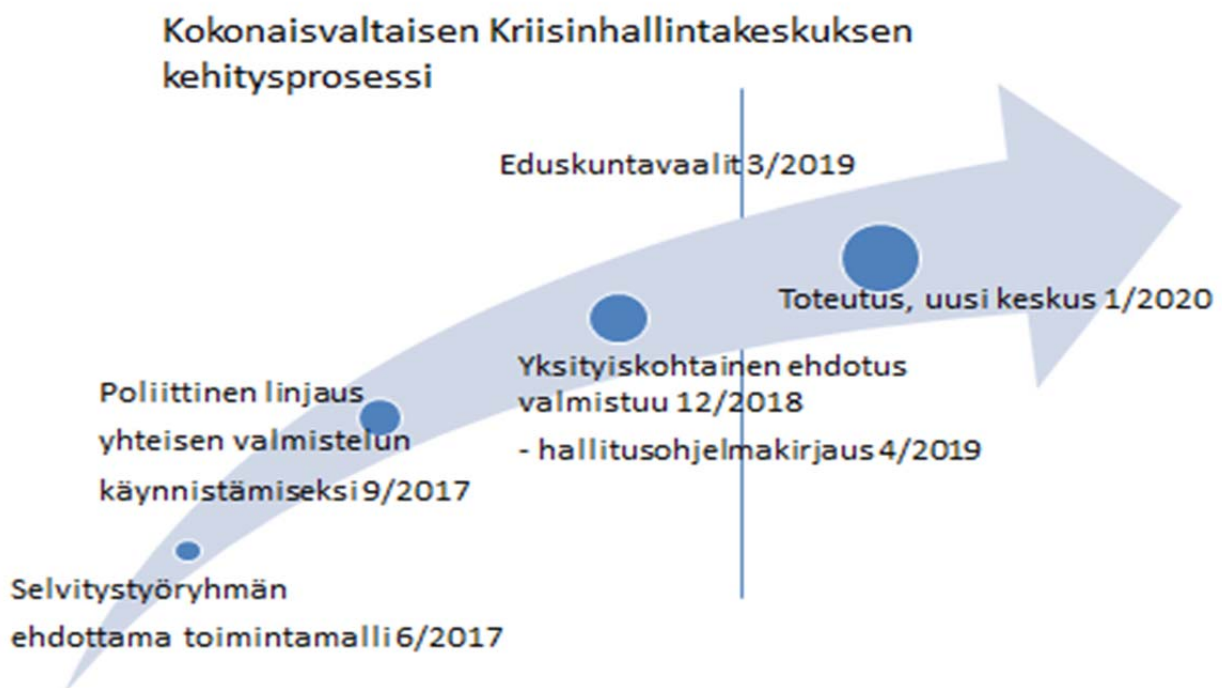 Kokonaisvaltaisen Kriisinhallintakeskuksen
kehitysprosessi
Eduskuntavaalit 3/2019
Toteutus, uusi keskus 1/2020
Yksityiskohtainen ehdotus
valmistuu 12/2018
- hallitusohjelmakirjaus 4/2019
Poliittinen linjaus
yhteisen valmistelun
käynnistämiseksi 9/2017
Selvitystyöryhmän
ehdottama toimintamalli 6/2017